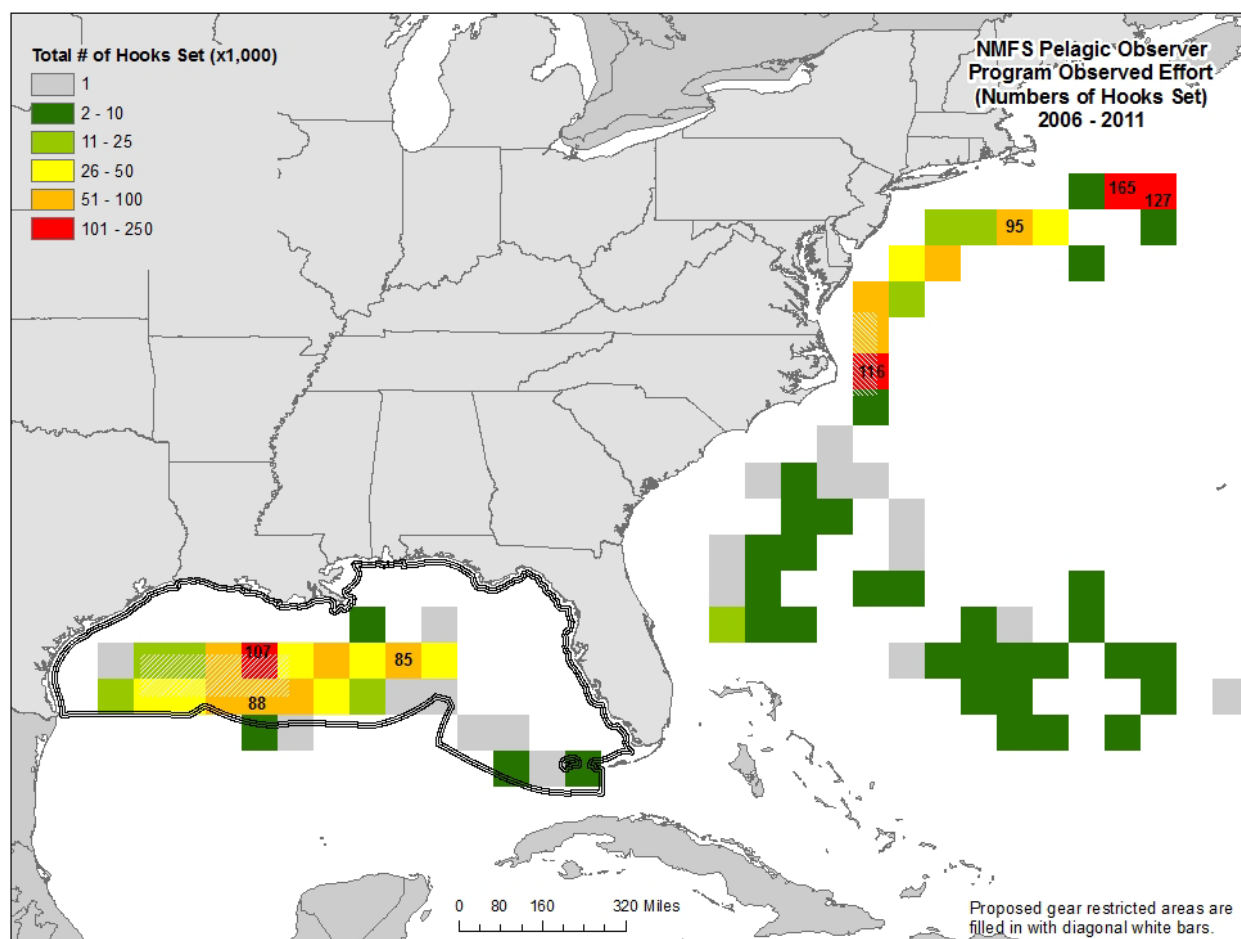 Total # of Hooks Set (x1,000)
1
2 - 10
11 - 25
26 - 50
51 - 100
101 - 250
NMFS Pelagic Observer
Program Observed Effort
(Numbers of Hooks Set)
2006 - 2011
165
127
95
116
107
85
88
0 80 160 320 Miles
Proposed gear restricted areas are
filled in with diagonal white bars.